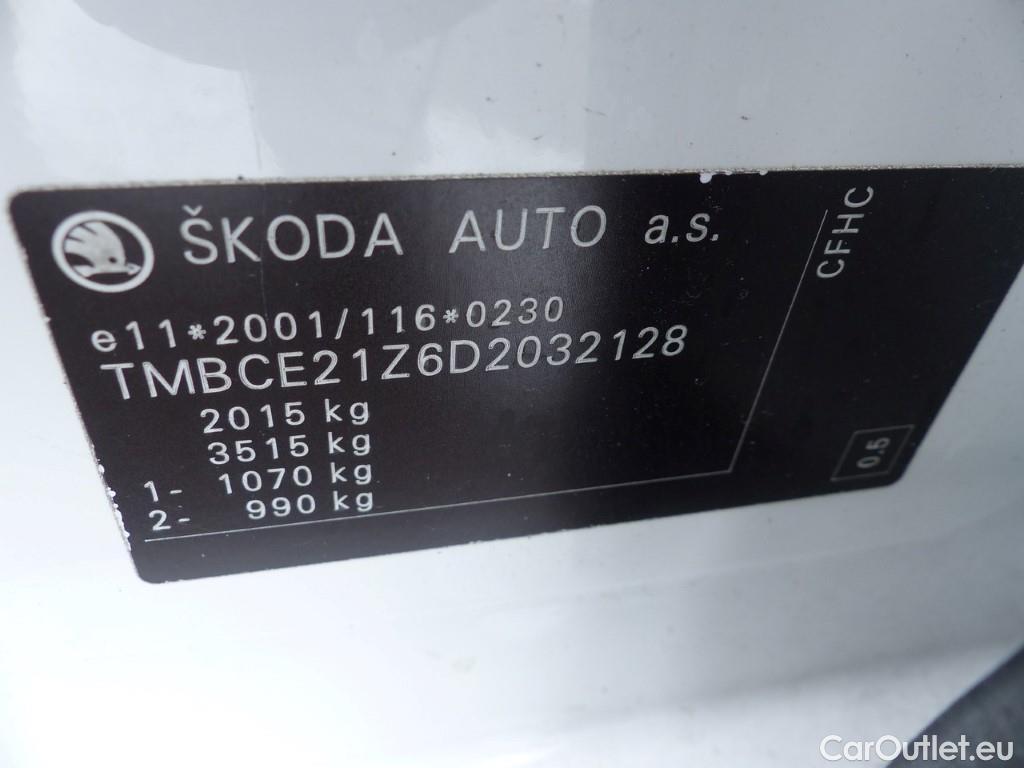 ŠKODA AUTO a.s.
e11*2001/116*0230
TMBCE21Z6D2032128
2015 kg
3515 kg
1- 1070 kg
2- 990 kg
CFHC
0.5
CarOutlet.eu